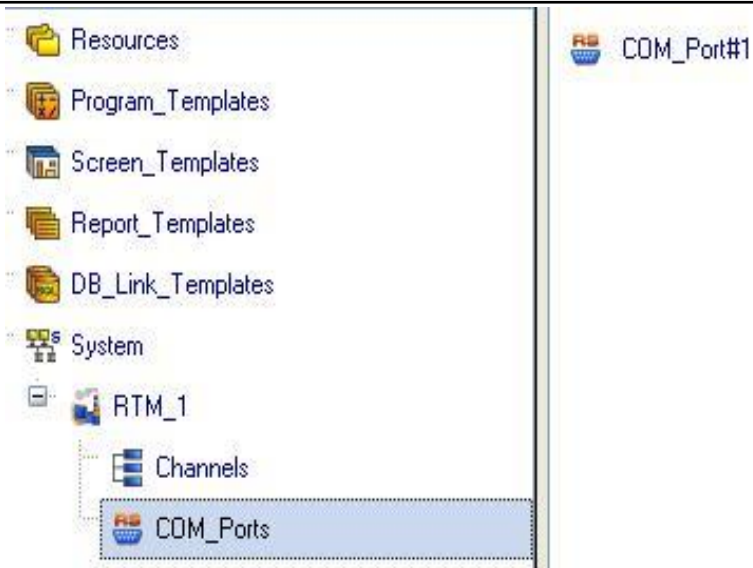 Resources
Program_Templates
Screen_Templates
Report_Templates
DB_Link_Templates
System
RTM_1
Channels
COM_Ports
COM_Port#1